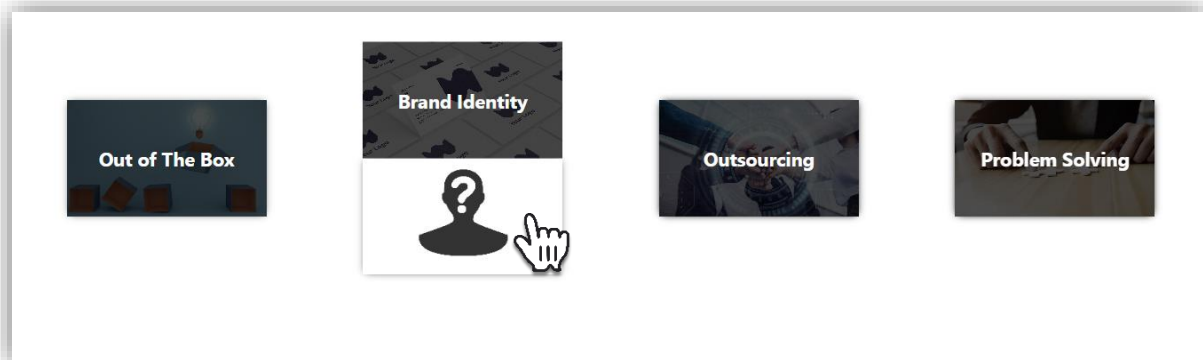 Out of The Box
Brand Identity
Outsourcing
Problem Solving